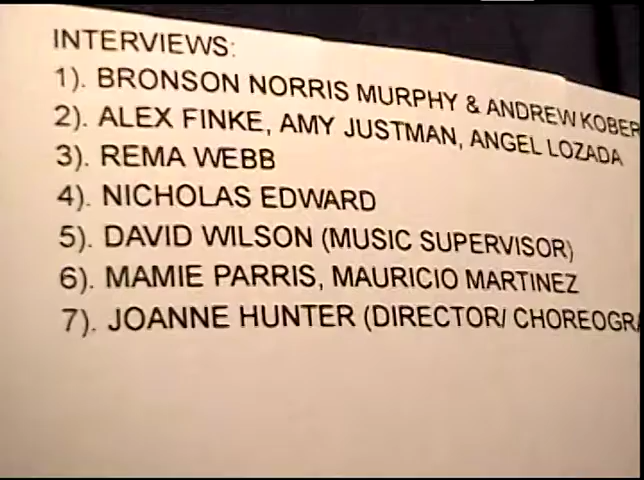 INTERVIEWS:
1). BRONSON NORRIS MURPHY & ANDREW KOBER
2). ALEX FINKE, AMY JUSTMAN, ANGEL LOZADA
3). REMA WEBB
4). NICHOLAS EDWARD
5). DAVID WILSON (MUSIC SUPERVISOR)
6). MAMIE PARRIS, MAURICIO MARTINEZ
7). JOANNE HUNTER (DIRECTOR/